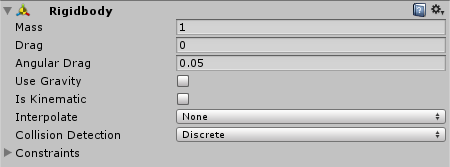 Rigidbody
Mass 1
Drag 0
Angular Drag 0.05
Use Gravity
Is Kinematic
Interpolate None
Collision Detection Discrete
Constraints